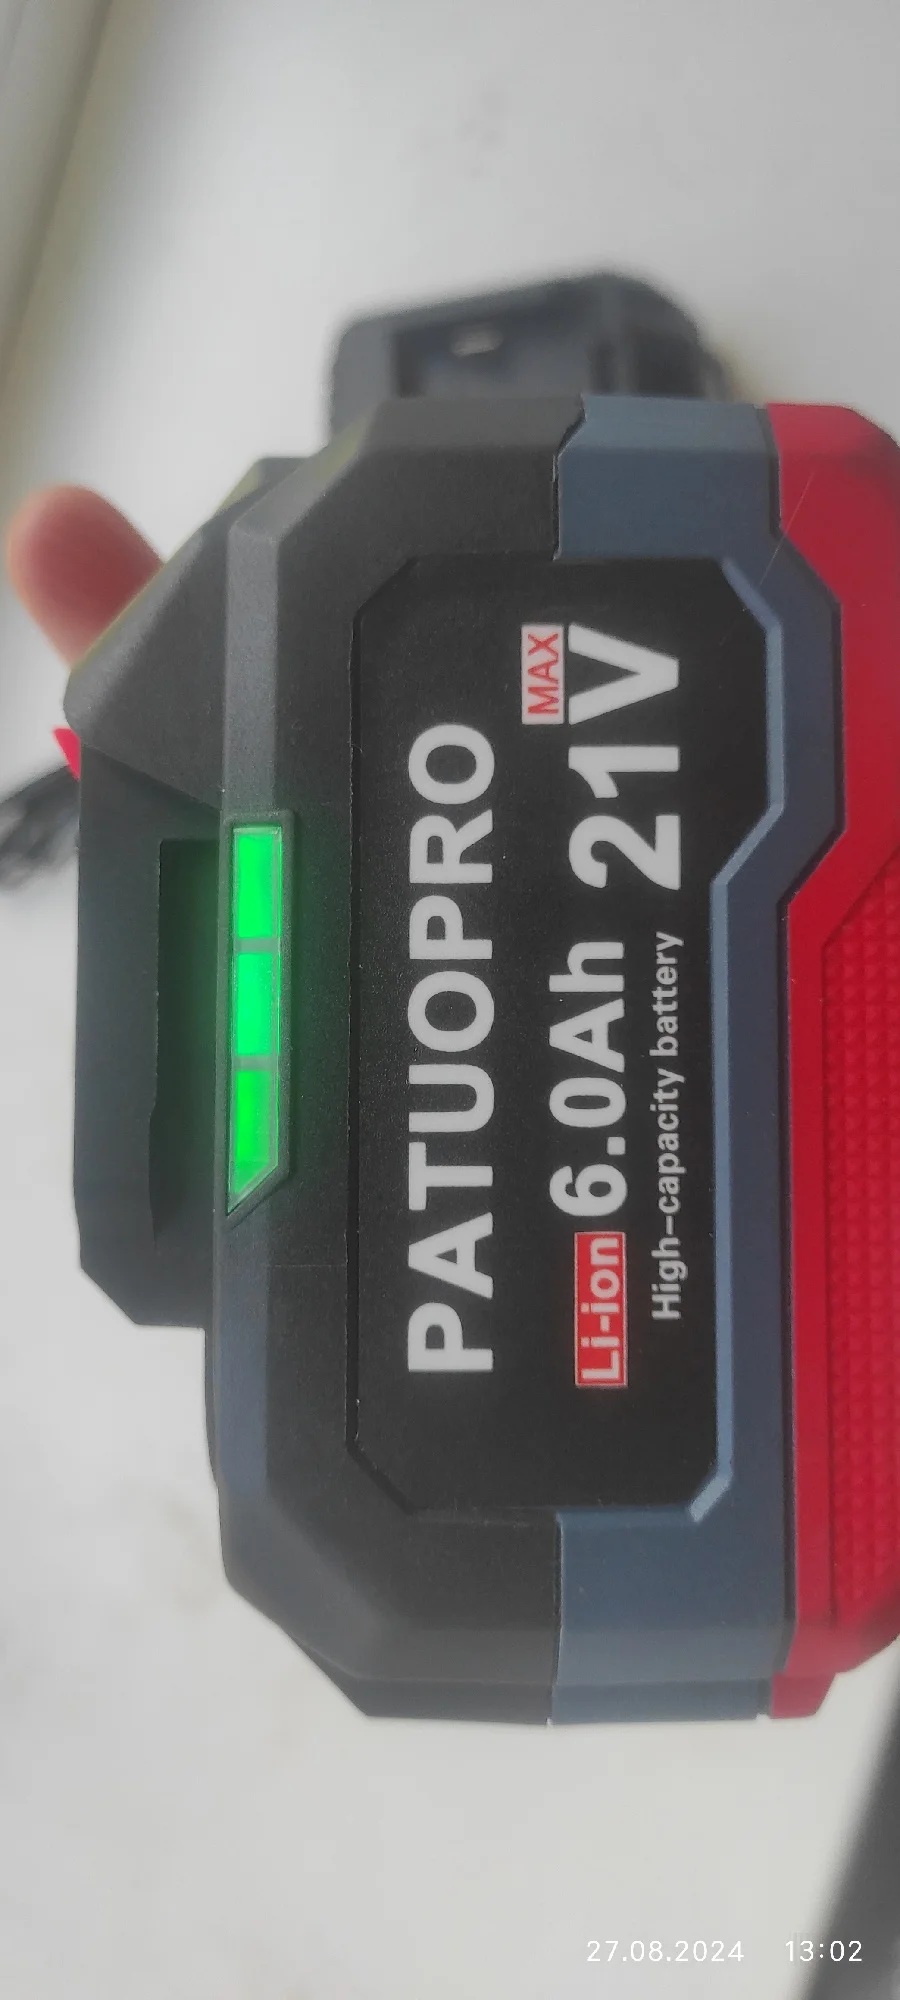 PATUOPRO
MAX
Li-ion 6.0Ah 21V
High-capacity battery
27.08.2024 13:02